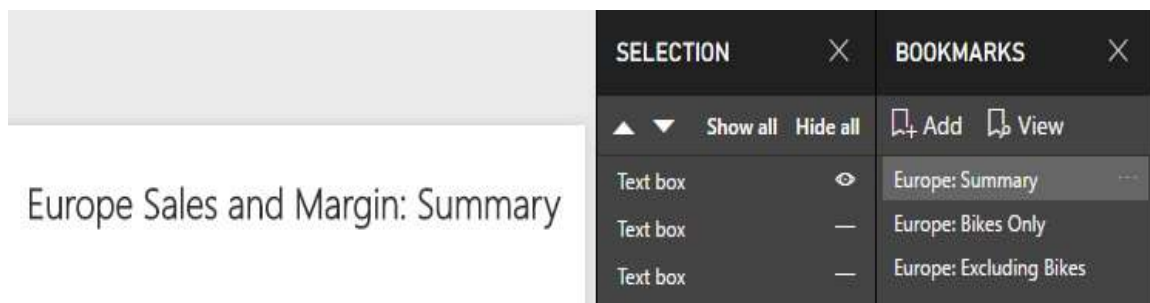 Europe Sales and Margin: Summary
SELECTION
Show all Hide all
Text box
Text box
Text box
BOOKMARKS
Add View
Europe: Summary
Europe: Bikes Only
Europe: Excluding Bikes